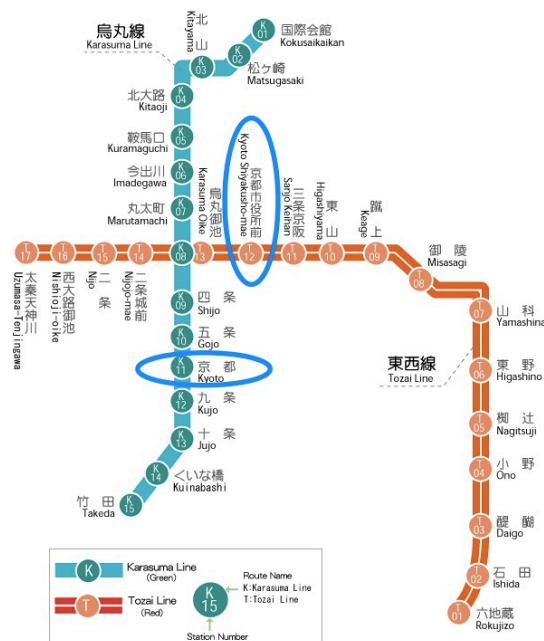 烏丸線
Karasuma Line
北山
Kitayama
K
01
国際会館
Kokusaikaikan
K
02
松ヶ崎
Matsugasaki
K
03
北大路
Kitaoji
K
04
鞍馬口
Kuramaguchi
K
05
今出川
Imadegawa
K
06
丸太町
Marutamachi
K
07
烏丸御池
Karasuma Oike
K
08
T
13
京都市役所前
Kyoto Shiyakusho-mae
T
12
三条京阪
Sanjo Keihan
T
11
東山
Higashiyama
T
10
蹴上
Keage
T
09
御陵
Misasagi
T
08
T
17
太秦天神川
Uzumasa-Tenjingawa
T
16
西大路御池
Nishioji-oike
T
15
二条
Nijo
T
14
二条城前
Nijojo-mae
K
09
四条
Shijo
K
10
五条
Gojo
K
11
京都
Kyoto
K
12
九条
Kujo
K
13
十条
Jujo
K
14
くいな橋
Kuinabashi
竹田
Takeda
K
15
T
07
山科
Yamashina
東西線
Tozai Line
T
06
東野
Higashino
T
05
椥辻
Nagitsuji
T
04
小野
Ono
T
03
醍醐
Daigo
T
02
石田
Ishida
T
01
六地蔵
Rokujizo
K
Karasuma Line
(Green)
T
Tozai Line
(Red)
K
15
Route Name
K:Karasuma Line
T:Tozai Line
Station Number